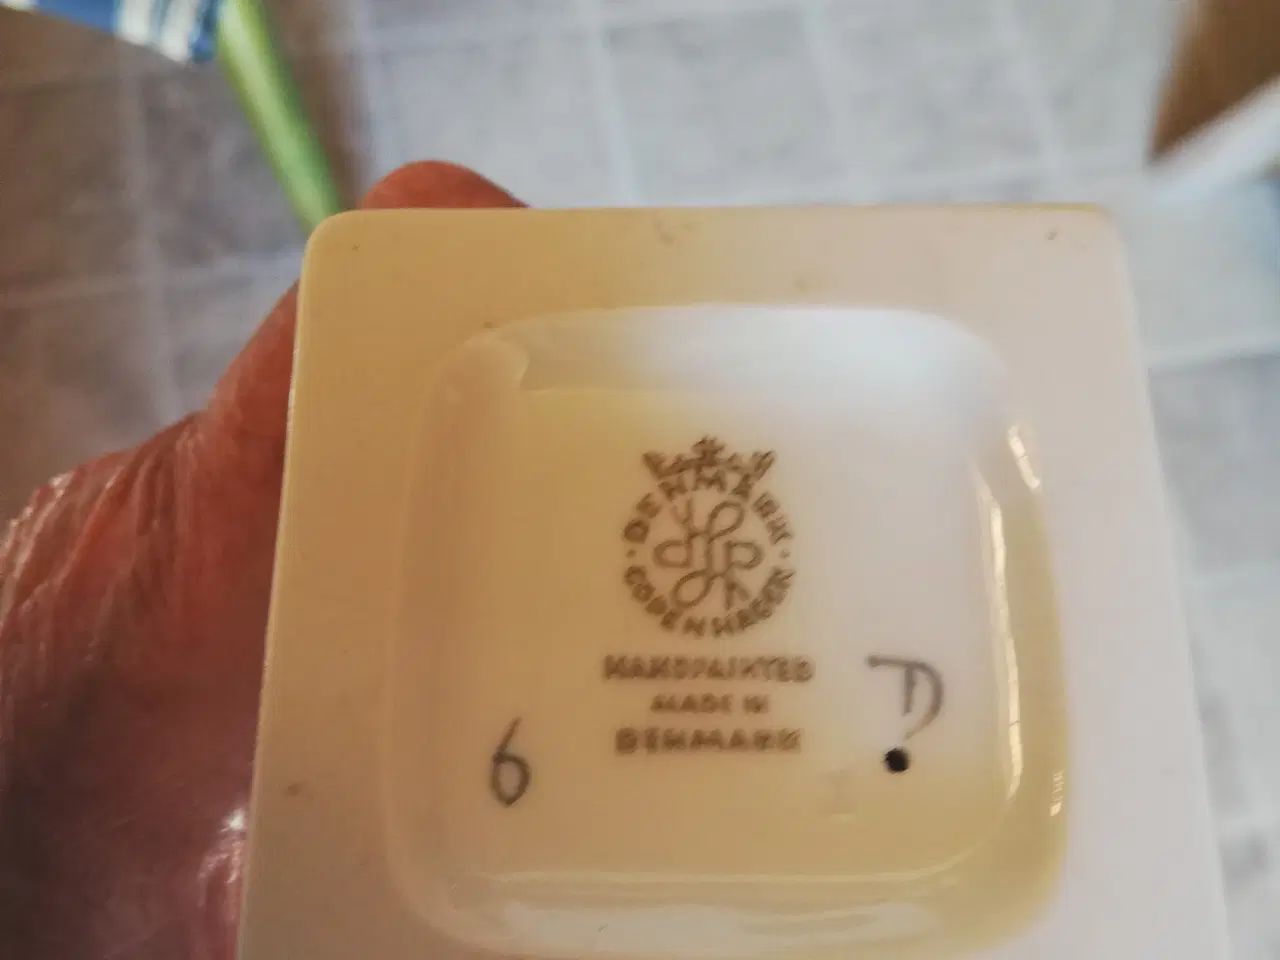 DENMARK
COPENHAGEN
HANDPAINTED
MADE IN
DENMARK
6
D